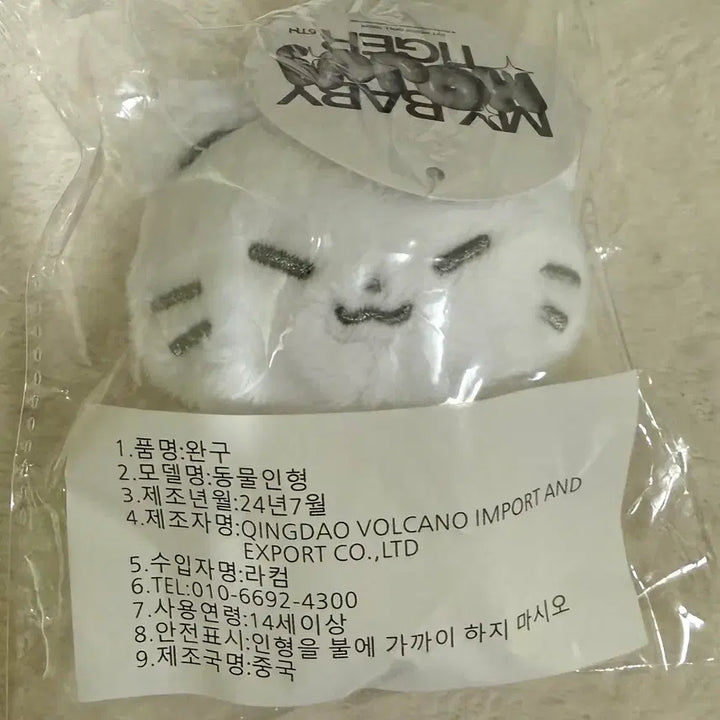 MY BABY
TIGER
6TH
1.품명:완구
2.모델명:동물인형
3.제조년월:24년7월
4.제조자명:QINGDAO VOLCANO IMPORT AND
EXPORT CO.,LTD
5.수입자명:라컴
6.TEL:010-6692-4300
7.사용연령:14세이상
8.안전표시:인형을 불에 가까이 하지 마시오
9.제조국명:중국